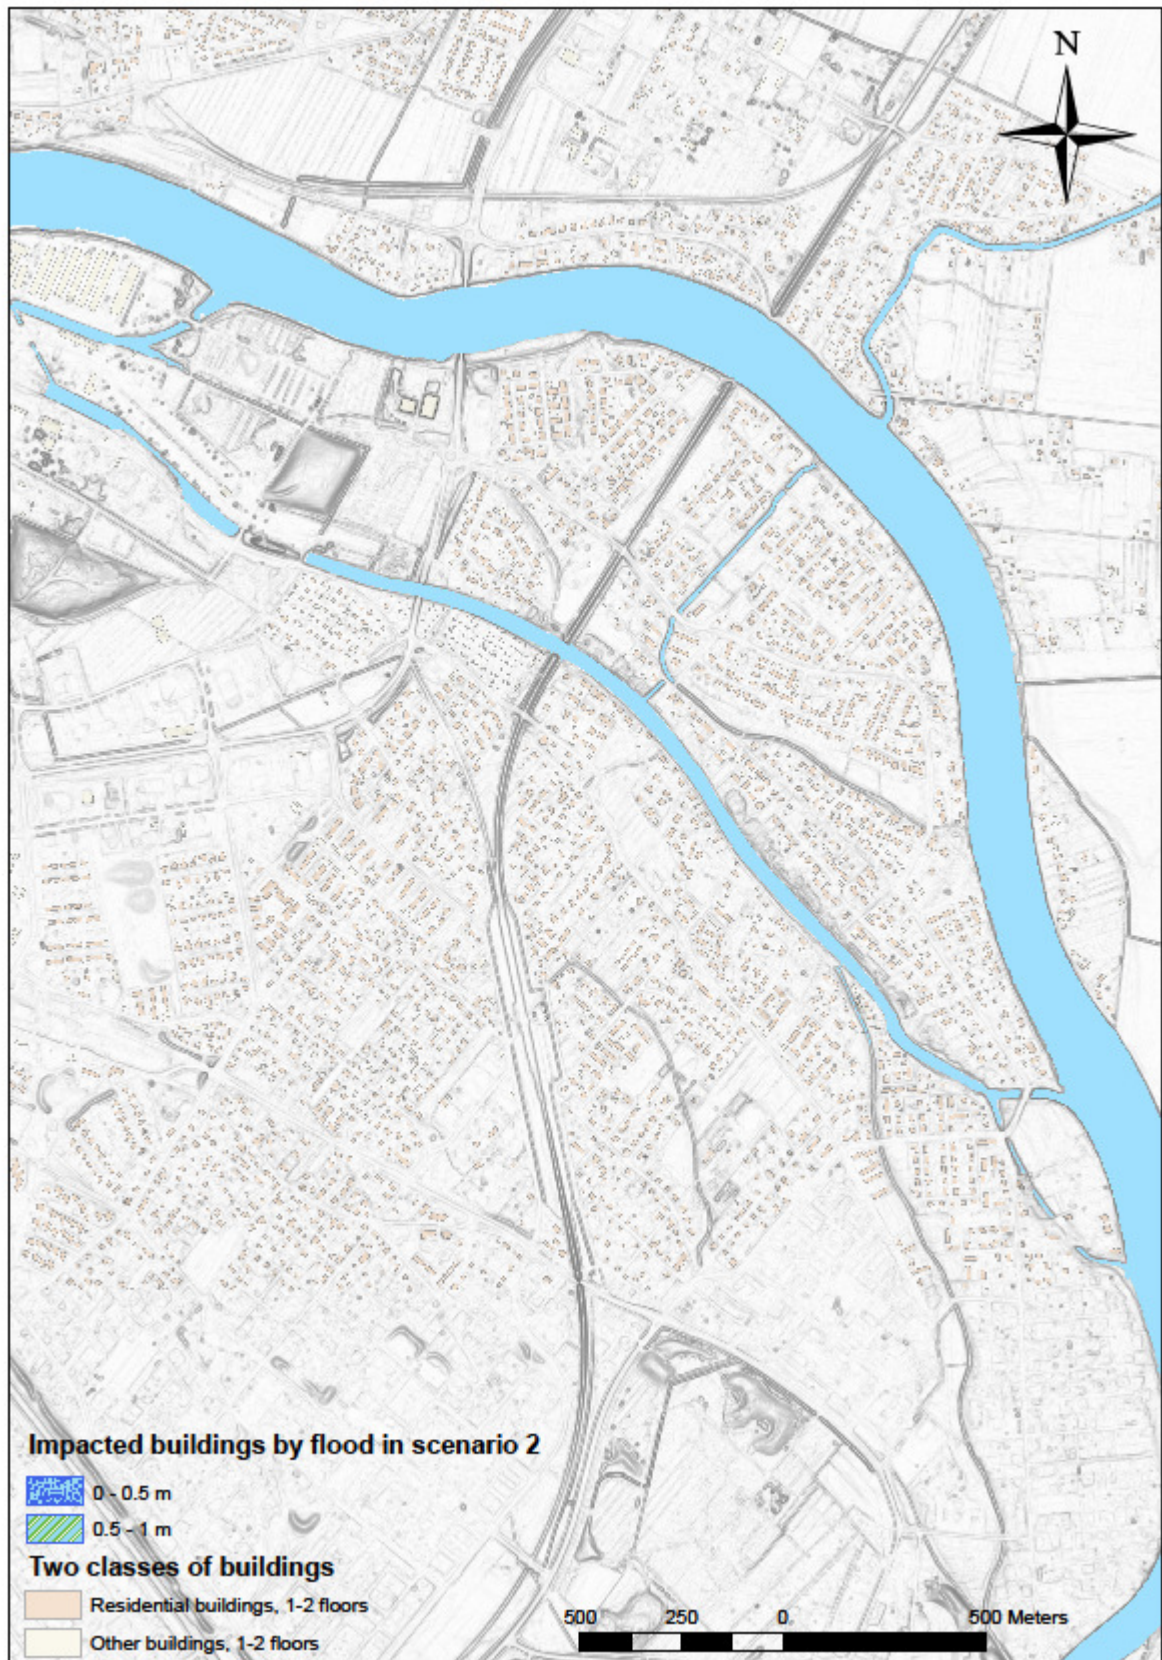 N
Impacted buildings by flood in scenario 2
0 - 0.5 m
0.5 - 1 m
Two classes of buildings
Residential buildings, 1-2 floors
Other buildings, 1-2 floors
500 250 0 500 Meters